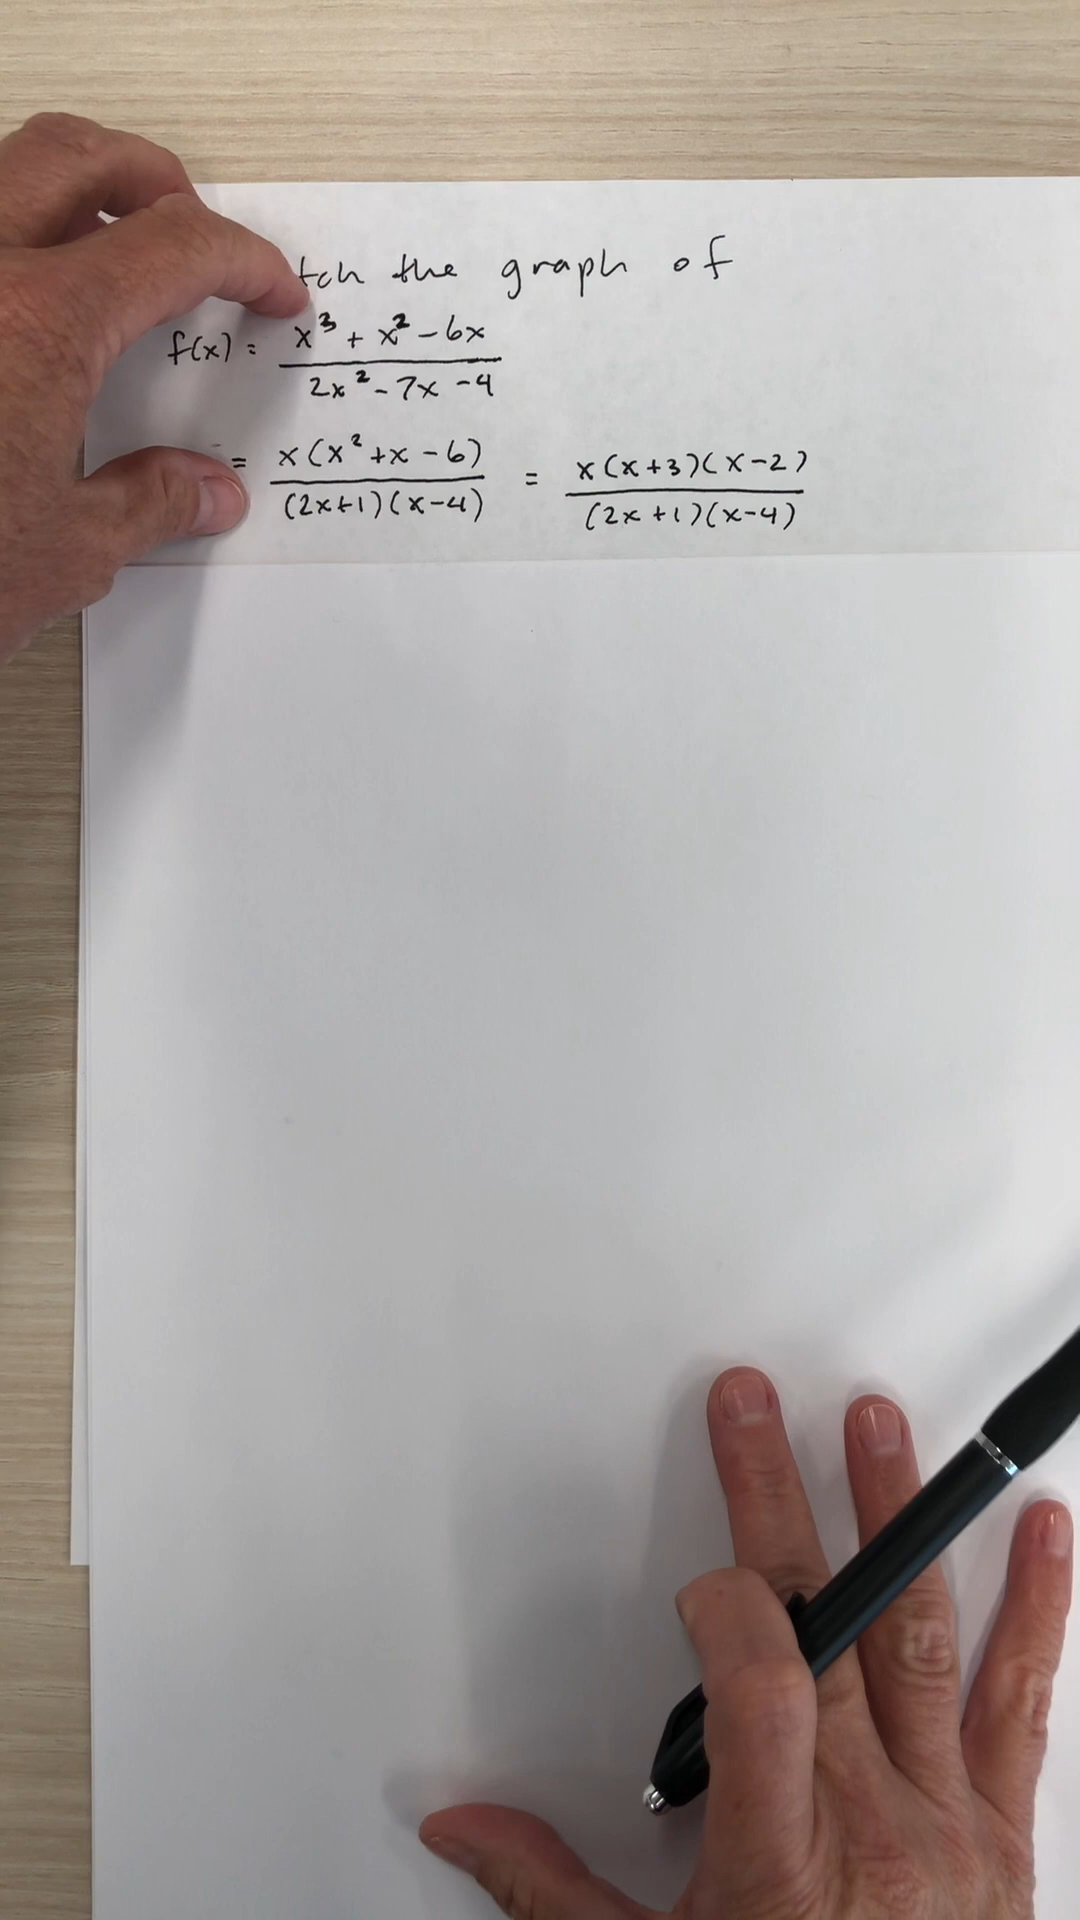 tch the graph of
f(x) = x³ + x² - 6x / 2x² - 7x - 4
= x(x² + x - 6) / (2x+1)(x-4) = x(x+3)(x-2) / (2x+1)(x-4)